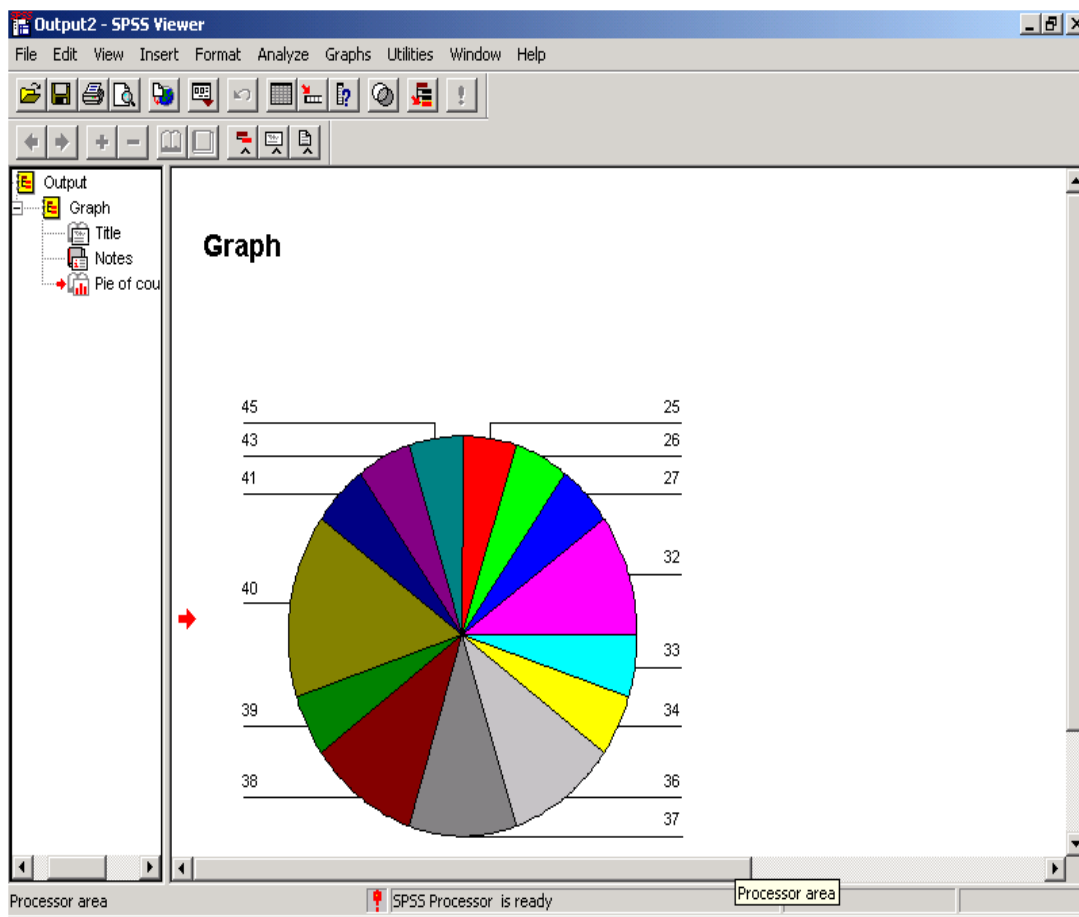 Output2 - SPSS Viewer
File Edit View Insert Format Analyze Graphs Utilities Window Help
Output
Graph
Title
Notes
Pie of cou
Graph
45
25
43
26
41
27
32
40
33
39
34
38
36
37
Processor area
SPSS Processor is ready
Processor area